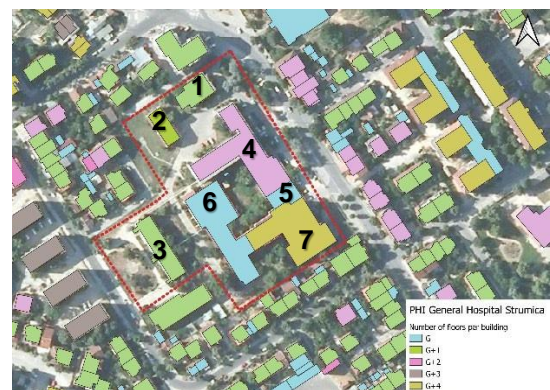 1
2
4
5
6
3
7
PHI General Hospital Strumica
Number of floors per building
G
G+1
G+2
G+3
G+4